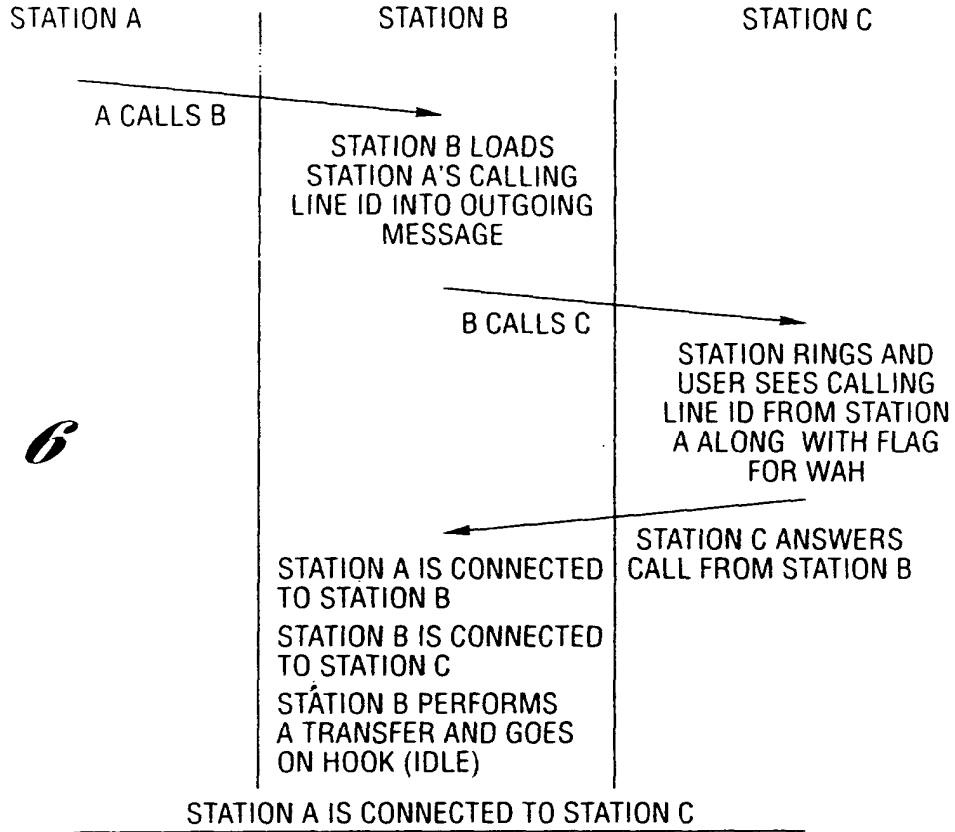 STATION A
STATION B
STATION C
A CALLS B
STATION B LOADS
STATION A'S CALLING
LINE ID INTO OUTGOING
MESSAGE
B CALLS C
STATION RINGS AND
USER SEES CALLING
LINE ID FROM STATION
A ALONG WITH FLAG
FOR WAH
6
STATION C ANSWERS
CALL FROM STATION B
STATION A IS CONNECTED
TO STATION B
STATION B IS CONNECTED
TO STATION C
STATION B PERFORMS
A TRANSFER AND GOES
ON HOOK (IDLE)
STATION A IS CONNECTED TO STATION C